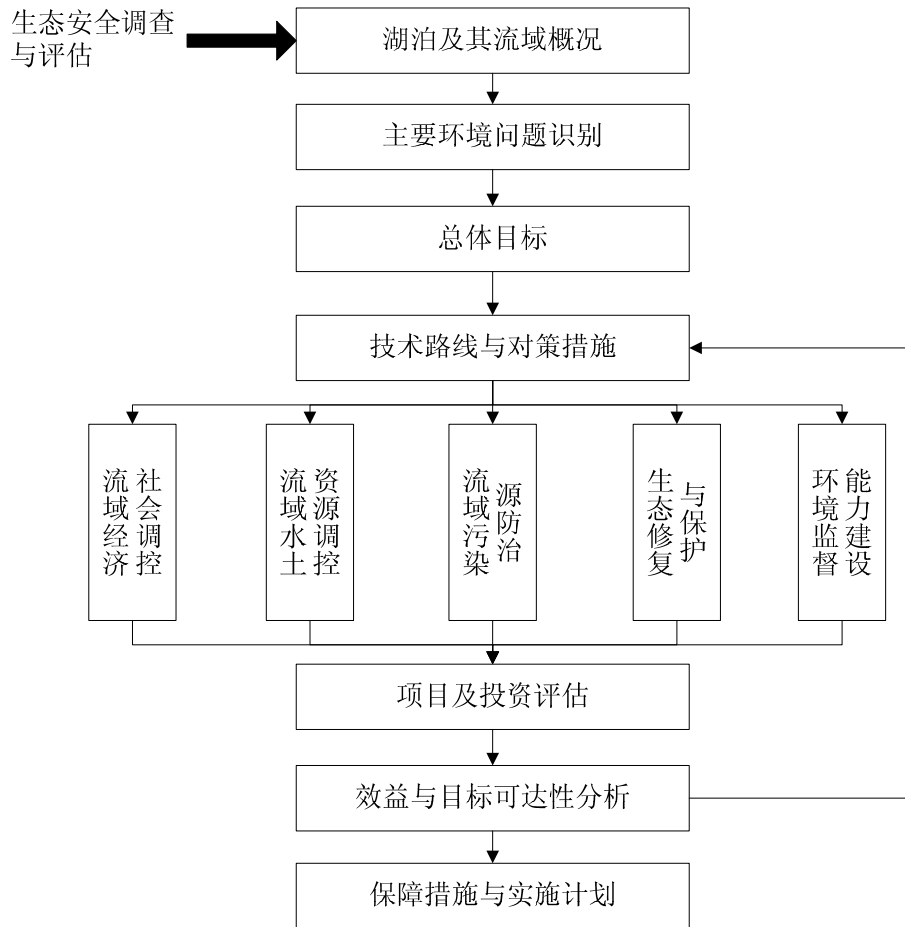 生态安全调查
与评估
湖泊及其流域概况
主要环境问题识别
总体目标
技术路线与对策措施
流域经济
社会调控
流域水土
资源调控
流域污染
源防治
生态修复
与保护
环境监督
能力建设
项目及投资评估
效益与目标可达性分析
保障措施与实施计划